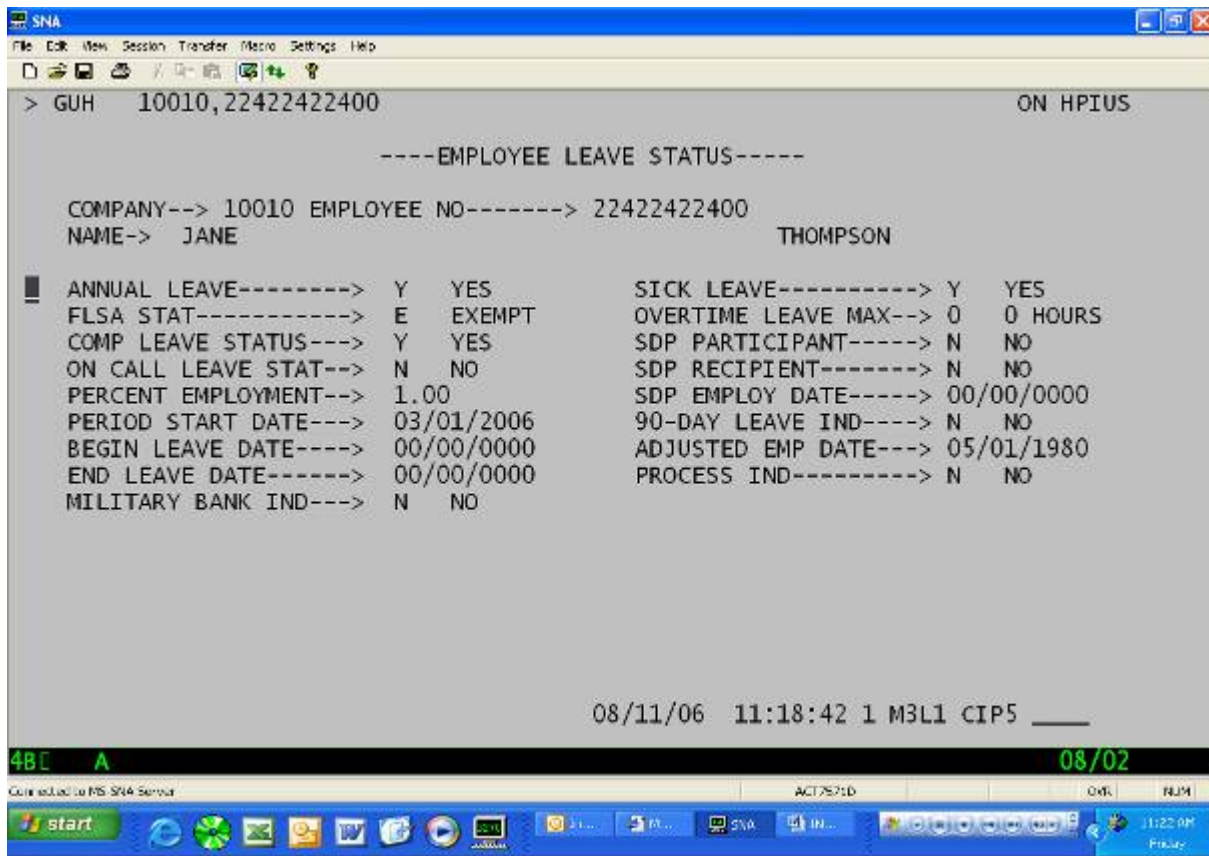 SNA
File Edit View Session Transfer Macro Settings Help
> GUH 10010,22422422400 ON HPIUS
----EMPLOYEE LEAVE STATUS-----
COMPANY--> 10010 EMPLOYEE NO-------> 22422422400
NAME-> JANE THOMPSON
ANNUAL LEAVE--------> Y YES SICK LEAVE-----------> Y YES
FLSA STAT-----------> E EXEMPT OVERTIME LEAVE MAX--> 0 0 HOURS
COMP LEAVE STATUS---> Y YES SDP PARTICIPANT-----> N NO
ON CALL LEAVE STAT--> N NO SDP RECIPIENT-------> N NO
PERCENT EMPLOYMENT--> 1.00 SDP EMPLOY DATE-----> 00/00/0000
PERIOD START DATE---> 03/01/2006 90-DAY LEAVE IND----> N NO
BEGIN LEAVE DATE----> 00/00/0000 ADJUSTED EMP DATE---> 05/01/1980
END LEAVE DATE------> 00/00/0000 PROCESS IND----------> N NO
MILITARY BANK IND---> N NO
08/11/06 11:18:42 1 M3L1 CIP5 ____
A 08/02
Connected to MS SNA Server OVR NUM
start SNA IN... 11:22 AM
Friday